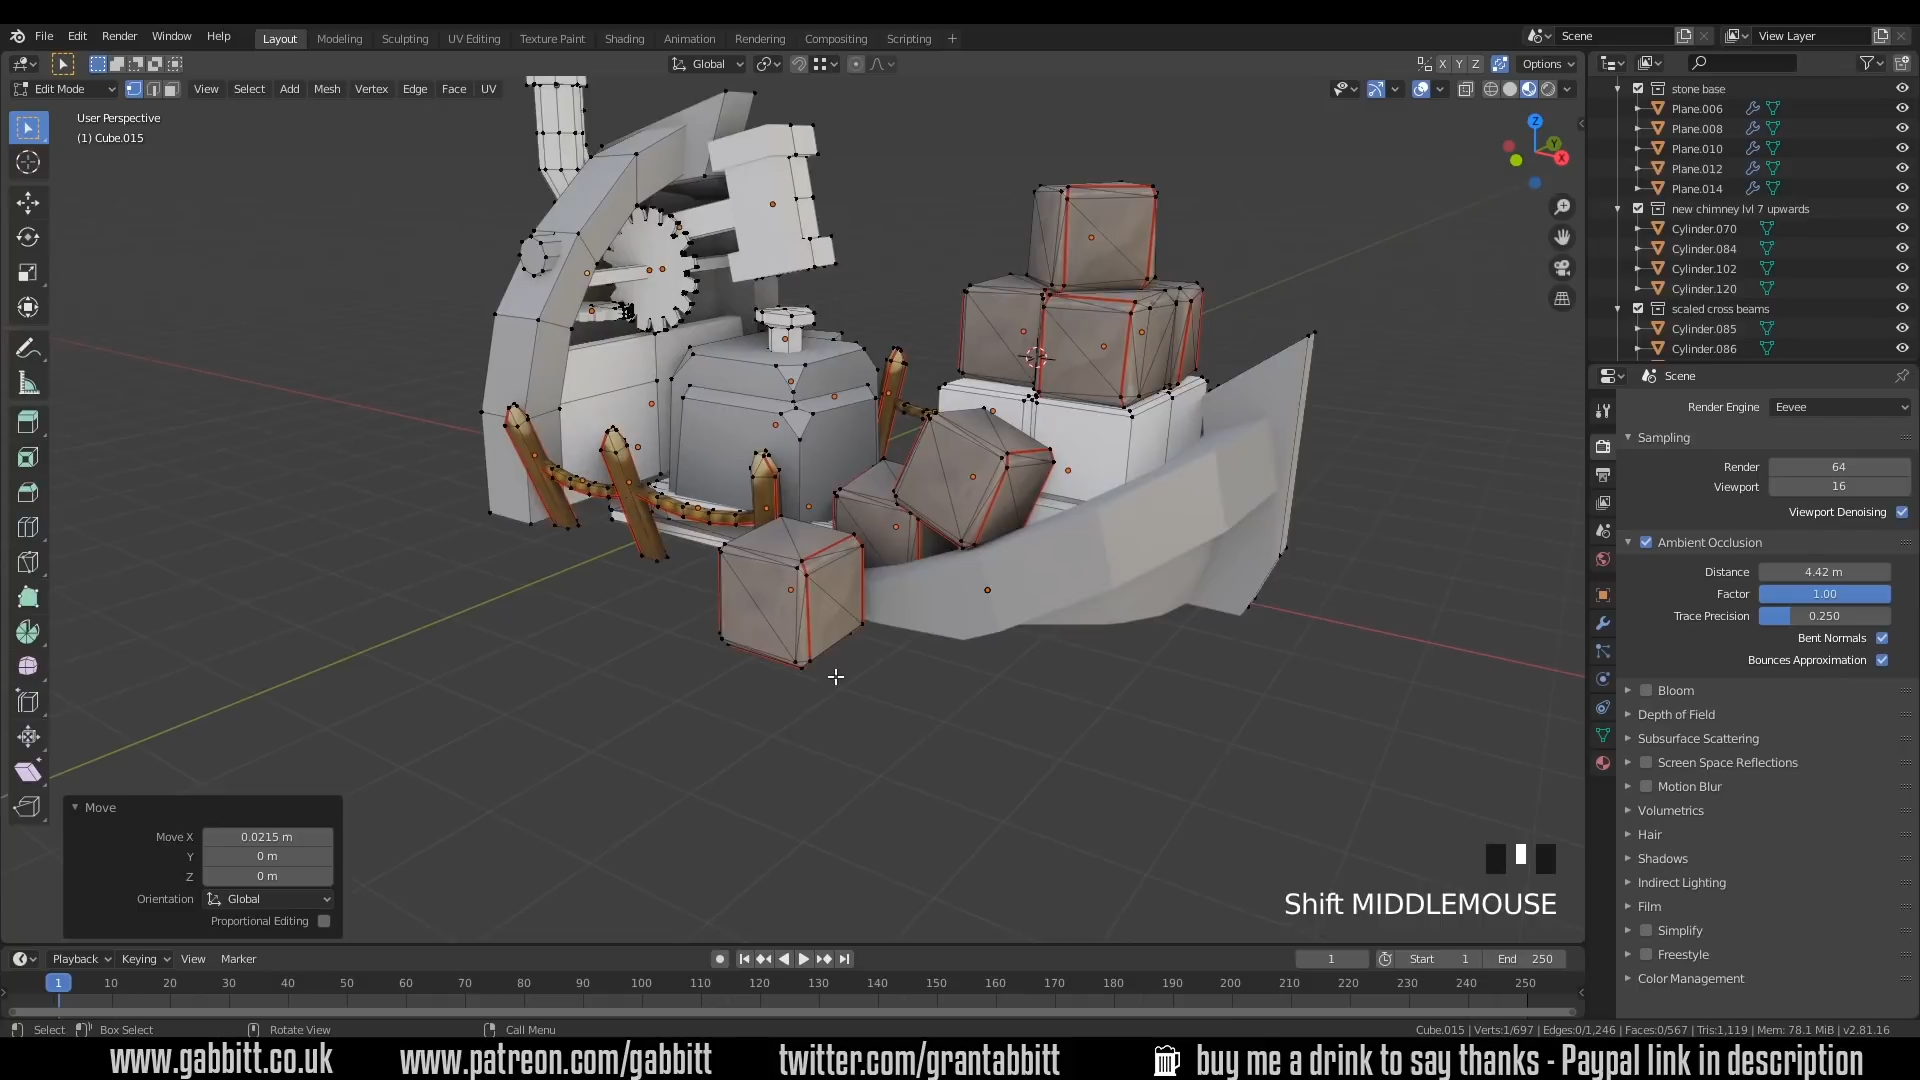 File Edit Render Window Help Layout Modeling Sculpting UV Editing Texture Paint Shading Animation Rendering Compositing Scripting + Scene View Layer
Global X Y Z Options
Edit Mode View Select Add Mesh Vertex Edge Face UV
User Perspective
(1) Cube.015
Z
Y
X
stone base
Plane.006
Plane.008
Plane.010
Plane.012
Plane.014
new chimney lvl 7 upwards
Cylinder.070
Cylinder.084
Cylinder.102
Cylinder.120
scaled cross beams
Cylinder.085
Cylinder.086
Scene
Render Engine Eevee
Sampling
Render 64
Viewport 16
Viewport Denoising
Ambient Occlusion
Distance 4.42 m
Factor 1.00
Trace Precision 0.250
Bent Normals
Bounces Approximation
Bloom
Depth of Field
Subsurface Scattering
Screen Space Reflections
Motion Blur
Volumetrics
Hair
Shadows
Indirect Lighting
Film
Simplify
Freestyle
Color Management
Move
Move X 0.0215 m
Y 0 m
Z 0 m
Orientation Global
Proportional Editing
Shift MIDDLEMOUSE
Playback Keying View Marker 1 Start 1 End 250
1 10 20 30 40 50 60 70 80 90 100 110 120 130 140 150 160 170 180 190 200 210 220 230 240 250
Select Box Select Rotate View Call Menu Cube.015 | Verts:1/697 | Edges:0/1,246 | Faces:0/567 | Tris:1,119 | Mem: 78.1 MiB | v2.81.16
www.gabbitt.co.uk www.patreon.com/gabbitt twitter.com/grantabbitt buy me a drink to say thanks - Paypal link in description